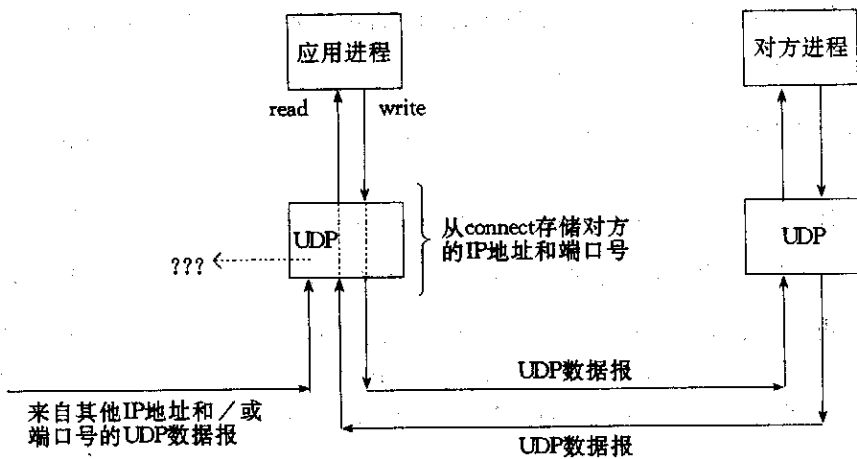 应用进程
对方进程
read
write
UDP
从connect存储对方
的IP地址和端口号
UDP
???
UDP数据报
来自其他IP地址和／或
端口号的UDP数据报
UDP数据报